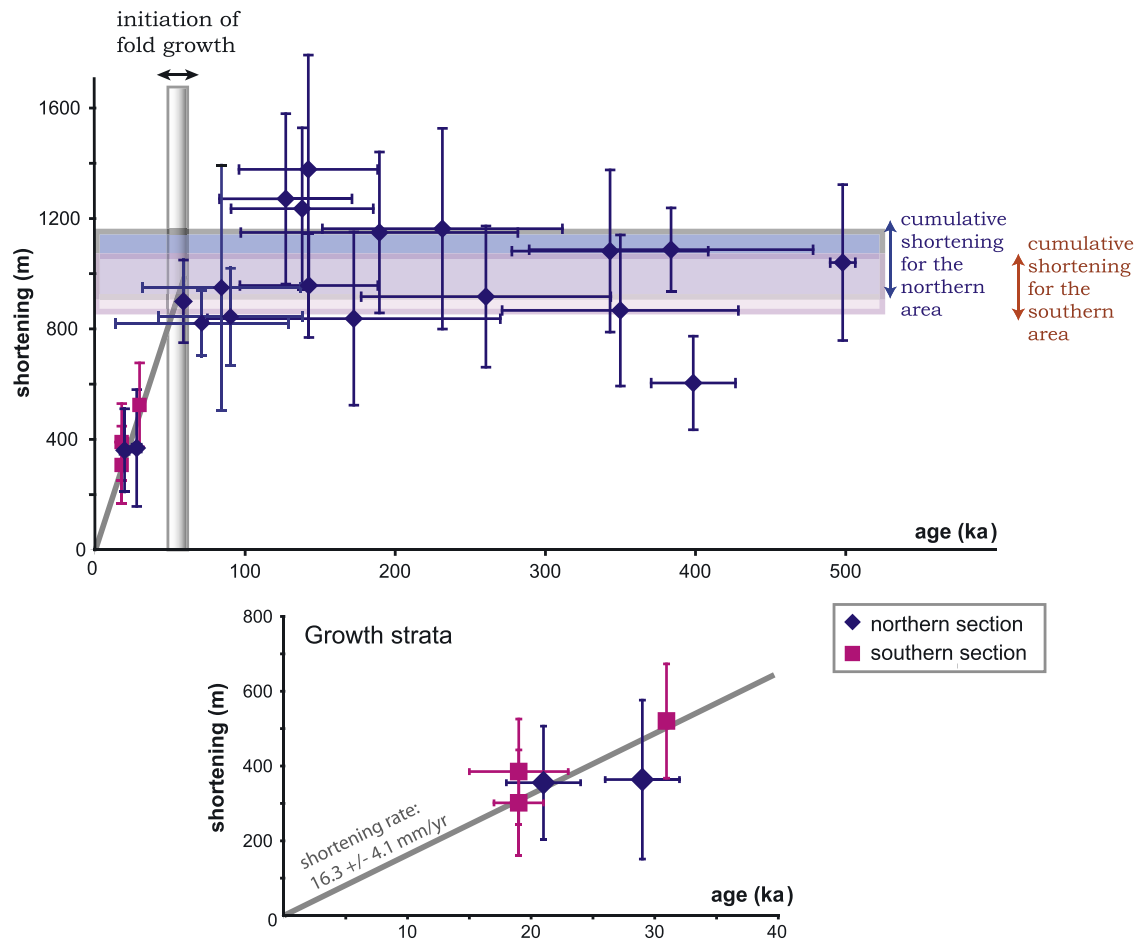 initiation of
fold growth
shortening (m)
1600
1200
800
400
0
0
100
200
300
400
500
age (ka)
cumulative
shortening
for the
northern
area
cumulative
shortening
for the
southern
area
Growth strata
shortening (m)
800
600
400
200
0
10
20
30
40
age (ka)
shortening rate:
16.3 +/- 4.1 mm/yr
northern section
southern section